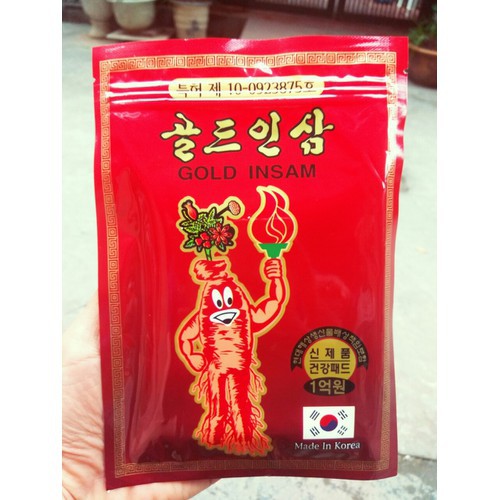 특허 제 10-0923875호
골드인삼
GOLD INSAM
신제품
건강패드
1억원
Made In Korea